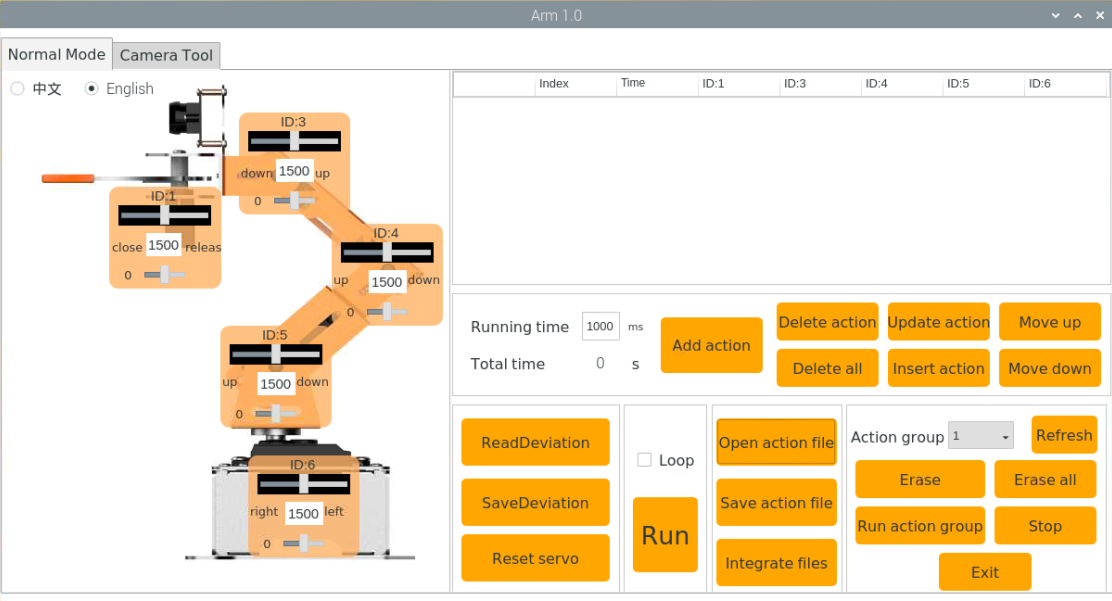 Arm 1.0
Normal Mode
Camera Tool
中文
English
ID:3
down 1500 up
0
ID:1
close 1500 releas
0
ID:4
up 1500 down
0
ID:5
up 1500 down
0
ID:6
right 1500 left
0
Index Time ID:1 ID:3 ID:4 ID:5 ID:6
Running time 1000 ms
Total time 0 s
Add action
Delete action Update action Move up
Delete all Insert action Move down
ReadDeviation
SaveDeviation
Reset servo
Loop
Run
Open action file
Save action file
Integrate files
Action group 1 Refresh
Erase Erase all
Run action group Stop
Exit